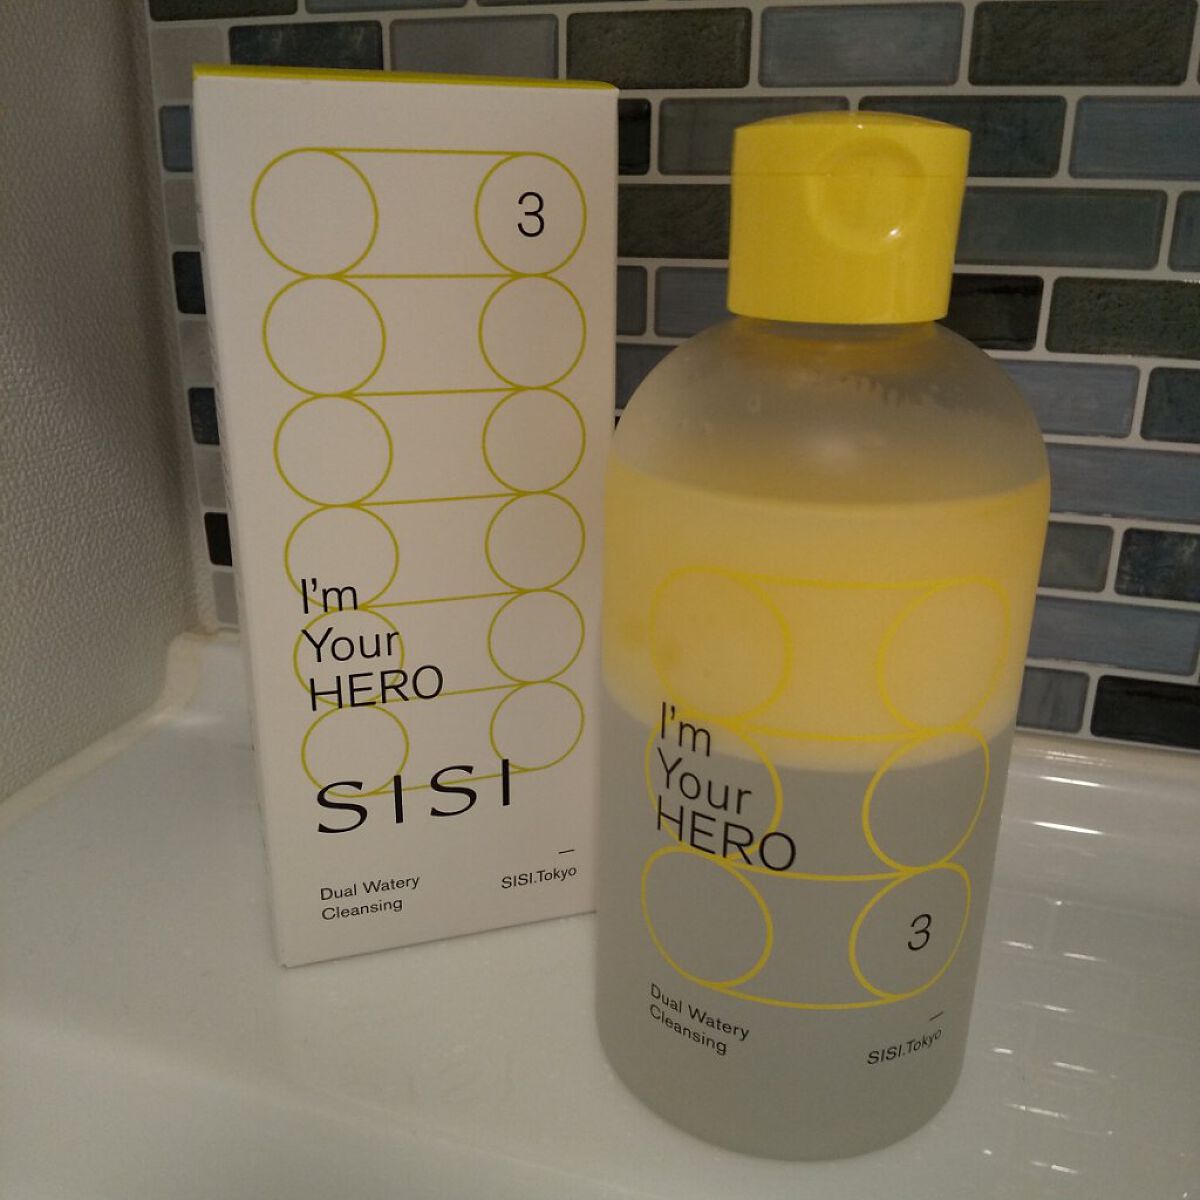 3
I'm
Your
HERO
SISI
Dual Watery
Cleansing
SISI.Tokyo
I'm
Your
HERO
3
Dual Watery
Cleansing
SISI.Tokyo